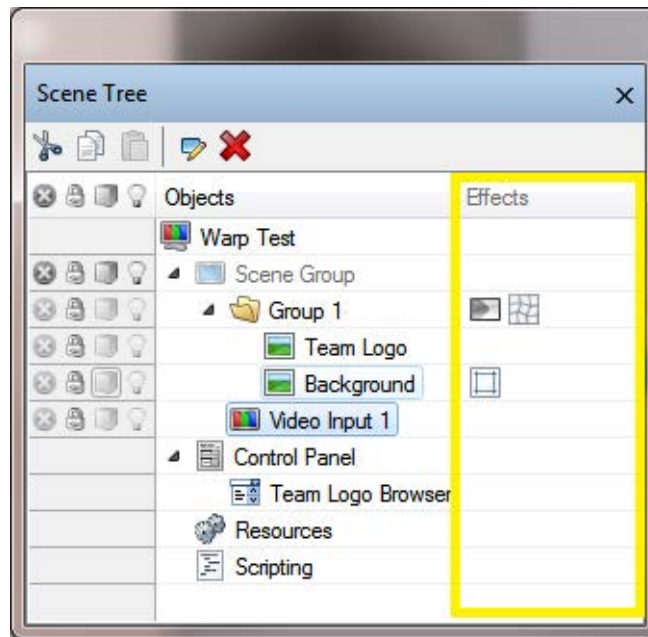 Scene Tree
Objects Effects
Warp Test
Scene Group
Group 1
Team Logo
Background
Video Input 1
Control Panel
Team Logo Browser
Resources
Scripting